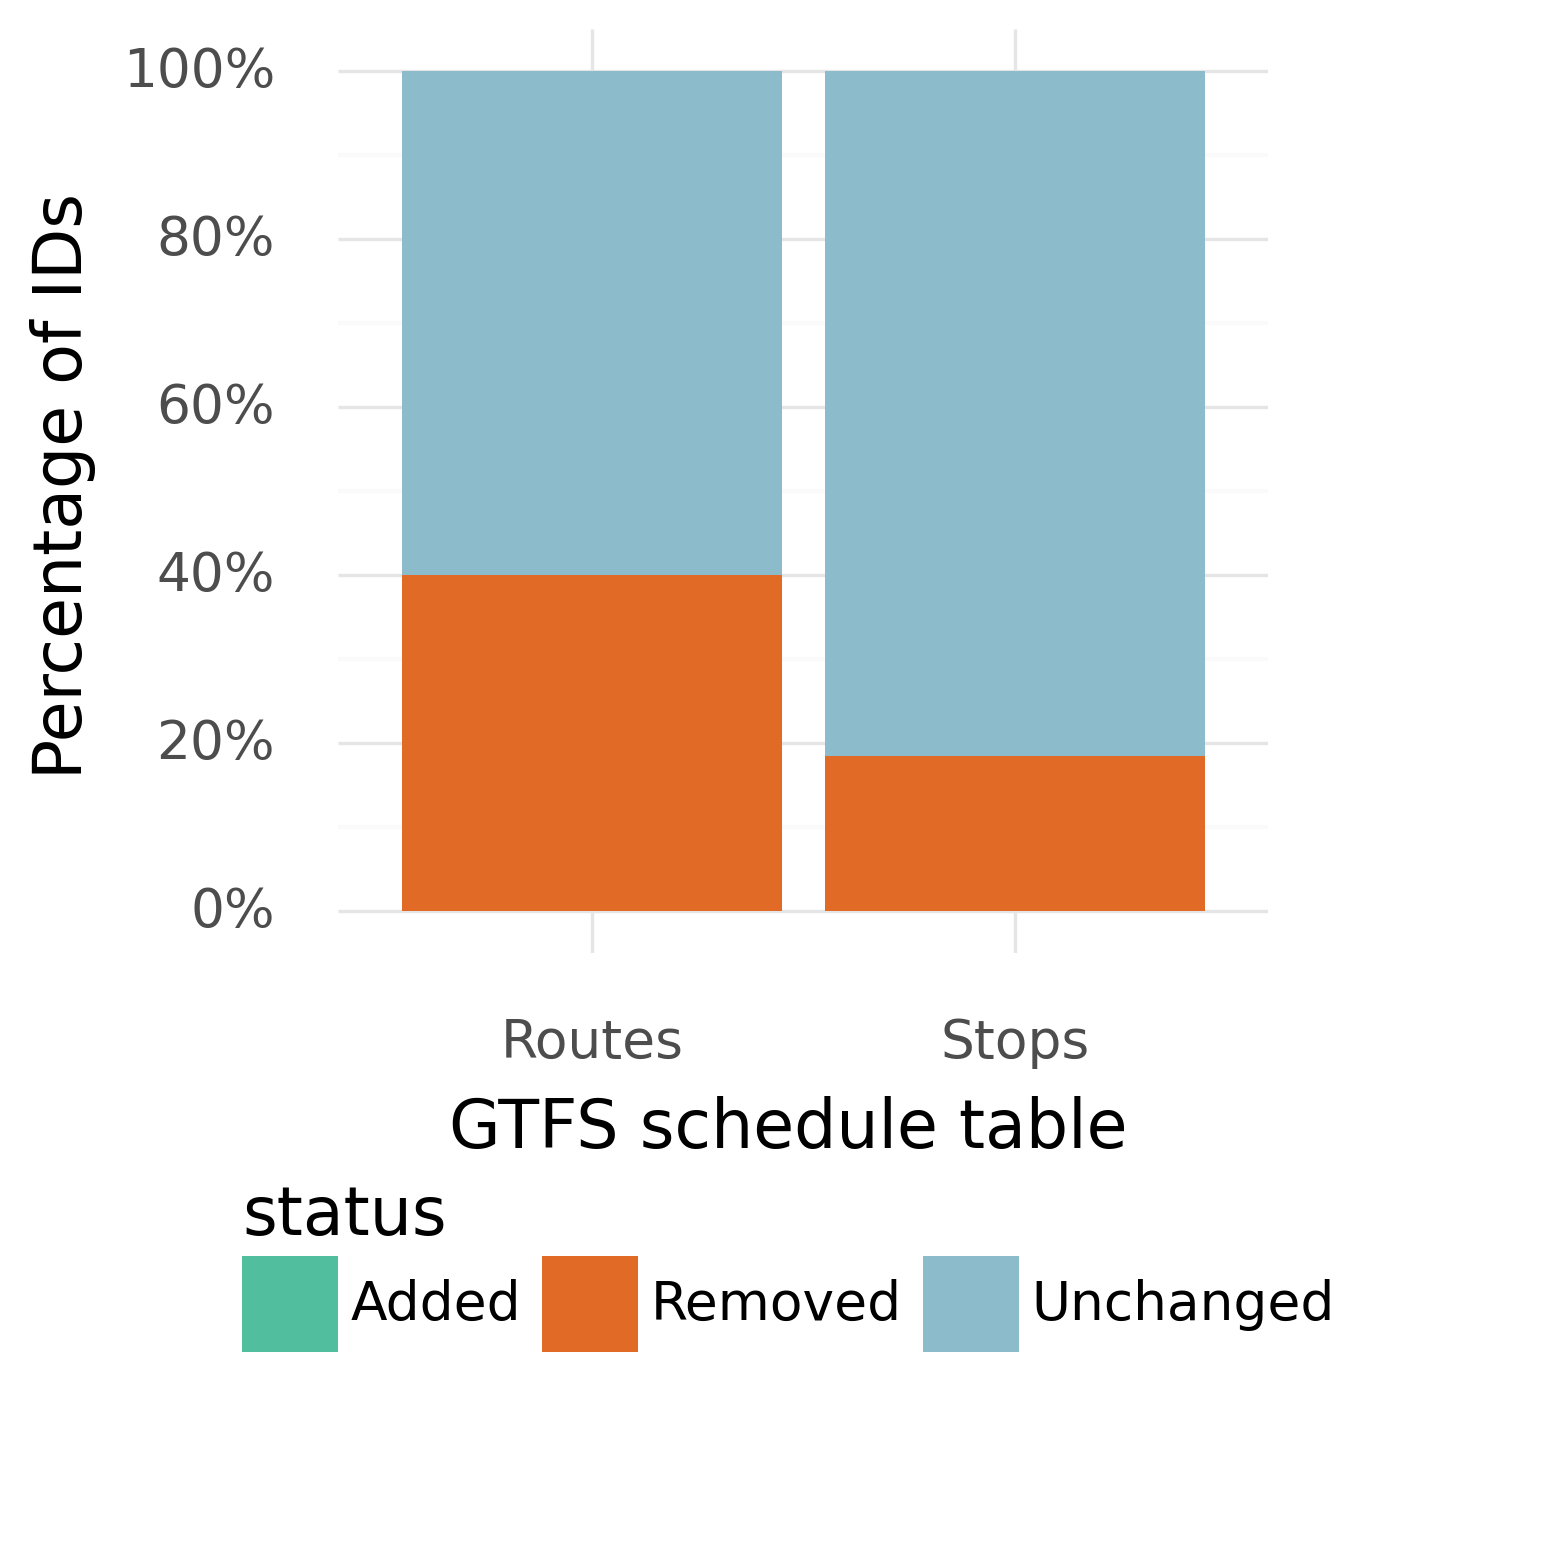 100%
80%
60%
40%
20%
0%
Percentage of IDs
Routes Stops
GTFS schedule table
status
Added Removed Unchanged